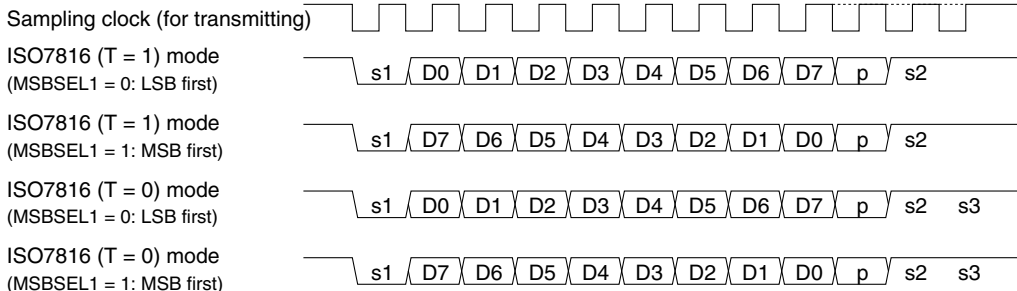 Sampling clock (for transmitting)
ISO7816 (T = 1) mode
(MSBSEL1 = 0: LSB first)
s1 D0 D1 D2 D3 D4 D5 D6 D7 p s2
ISO7816 (T = 1) mode
(MSBSEL1 = 1: MSB first)
s1 D7 D6 D5 D4 D3 D2 D1 D0 p s2
ISO7816 (T = 0) mode
(MSBSEL1 = 0: LSB first)
s1 D0 D1 D2 D3 D4 D5 D6 D7 p s2 s3
ISO7816 (T = 0) mode
(MSBSEL1 = 1: MSB first)
s1 D7 D6 D5 D4 D3 D2 D1 D0 p s2 s3